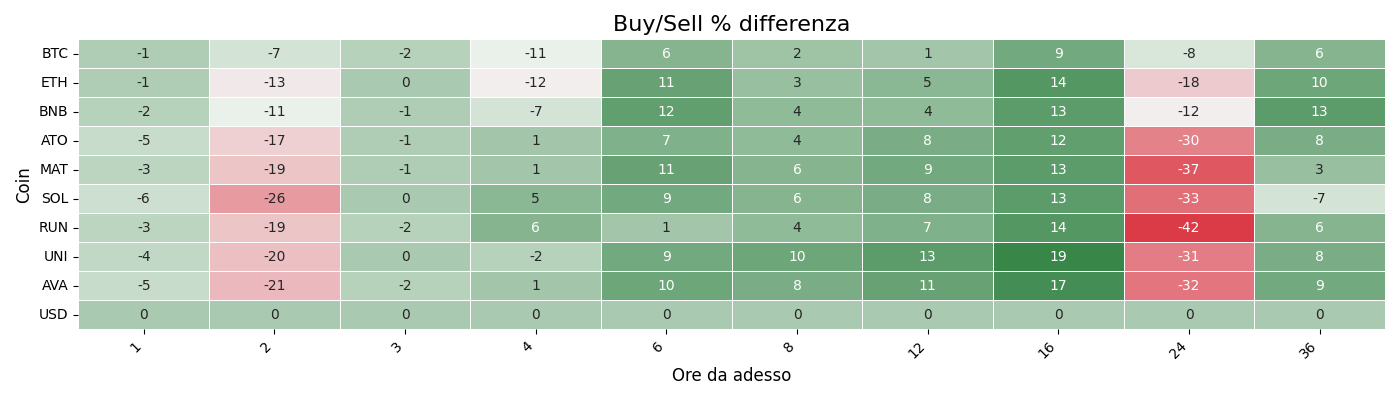 Buy/Sell % differenza
Coin
BTC -1 -7 -2 -11 6 2 1 9 -8 6
ETH -1 -13 0 -12 11 3 5 14 -18 10
BNB -2 -11 -1 -7 12 4 4 13 -12 13
ATO -5 -17 -1 1 7 4 8 12 -30 8
MAT -3 -19 -1 1 11 6 9 13 -37 3
SOL -6 -26 0 5 9 6 8 13 -33 -7
RUN -3 -19 -2 6 1 4 7 14 -42 6
UNI -4 -20 0 -2 9 10 13 19 -31 8
AVA -5 -21 -2 1 10 8 11 17 -32 9
USD 0 0 0 0 0 0 0 0 0 0
1 2 3 4 6 8 12 16 24 36
Ore da adesso